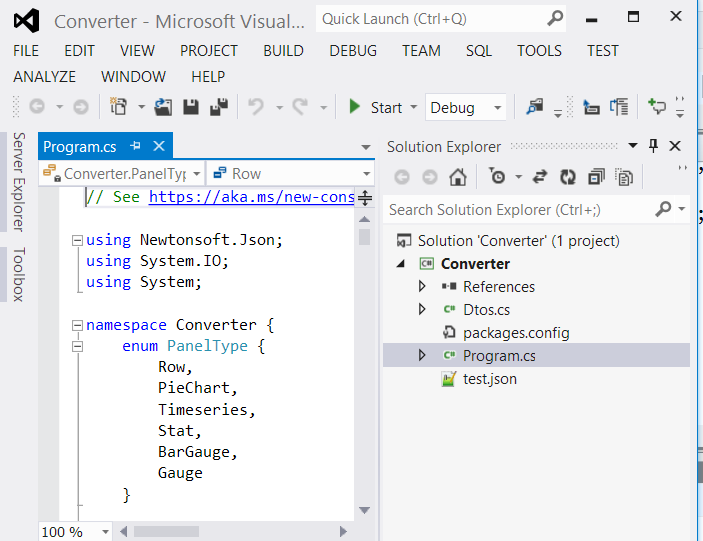 Converter - Microsoft Visual...
Quick Launch (Ctrl+Q)
FILE EDIT VIEW PROJECT BUILD DEBUG TEAM SQL TOOLS TEST
ANALYZE WINDOW HELP
Start Debug
Server Explorer
Toolbox
Program.cs
Converter.PanelTyp Row
// See https://aka.ms/new-cons
using Newtonsoft.Json;
using System.IO;
using System;
namespace Converter {
enum PanelType {
Row,
PieChart,
Timeseries,
Stat,
BarGauge,
Gauge
}
100 %
Solution Explorer
Search Solution Explorer (Ctrl+;)
Solution 'Converter' (1 project)
C# Converter
References
C# Dtos.cs
packages.config
C# Program.cs
test.json